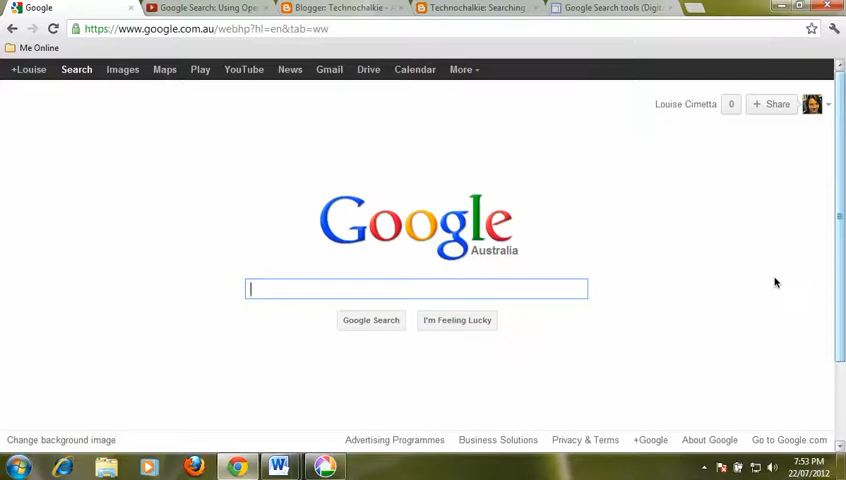 Google
Google Search: Using Ope
Blogger: Technochalkie - 
Technochalkie: Searching
Google Search tools (Digit
https://www.google.com.au/webhp?hl=en&tab=ww
Me Online
+Louise Search Images Maps Play YouTube News Gmail Drive Calendar More
Louise Cimetta 0 + Share
Google
Australia
Google Search I'm Feeling Lucky
Change background image Advertising Programmes Business Solutions Privacy & Terms +Google About Google Go to Google.com
7:53 PM
22/07/2012